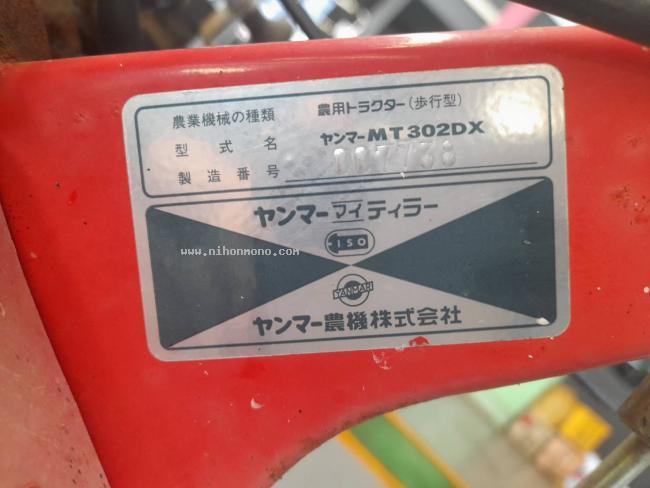 農業機械の種類 農用トラクター(歩行型)
型式名 ヤンマーMT302DX
製造番号 007738
ヤンマーマイティラー
ISO
www.nihonmono.com
YANMAR
ヤンマー農機株式会社